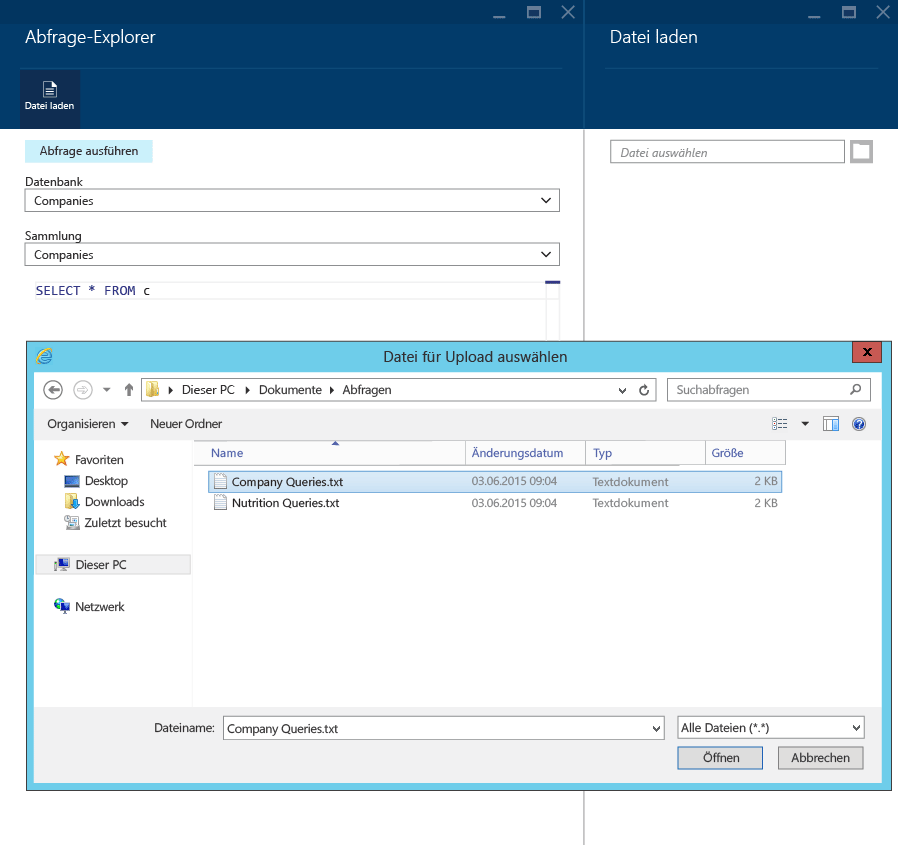 Abfrage-Explorer
Datei laden
Datei laden
Abfrage ausführen
Datei auswählen
Datenbank
Companies
Sammlung
Companies
SELECT * FROM c
Datei für Upload auswählen
Dieser PC Dokumente Abfragen
Suchabfragen
Organisieren Neuer Ordner
Name Änderungsdatum Typ Größe
Favoriten
Desktop
Downloads
Zuletzt besucht
Dieser PC
Netzwerk
Company Queries.txt 03.06.2015 09:04 Textdokument 2 KB
Nutrition Queries.txt 03.06.2015 09:04 Textdokument 2 KB
Dateiname: Company Queries.txt Alle Dateien (*.*)
Öffnen Abbrechen